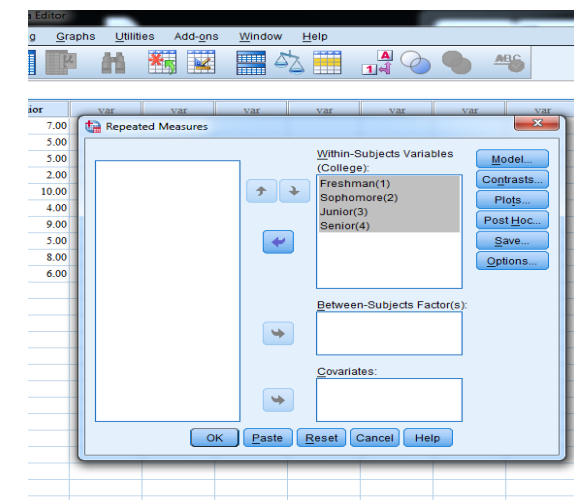 a Editor
g Graphs Utilities Add-ons Window Help
ior var var var var var var var
7.00
5.00
5.00
2.00
10.00
4.00
9.00
5.00
8.00
6.00
Repeated Measures
Within-Subjects Variables
(College):
Freshman(1)
Sophomore(2)
Junior(3)
Senior(4)
Between-Subjects Factor(s):
Covariates:
Model...
Contrasts...
Plots...
Post Hoc...
Save...
Options...
OK Paste Reset Cancel Help
A
1 4
ABC